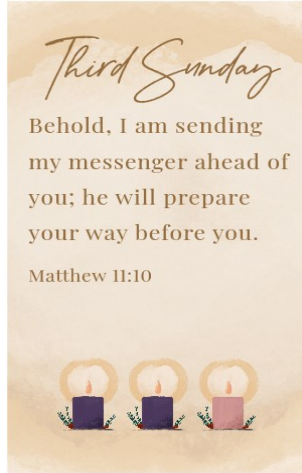 Third Sunday
Behold, I am sending
my messenger ahead of
you; he will prepare
your way before you.
Matthew 11:10